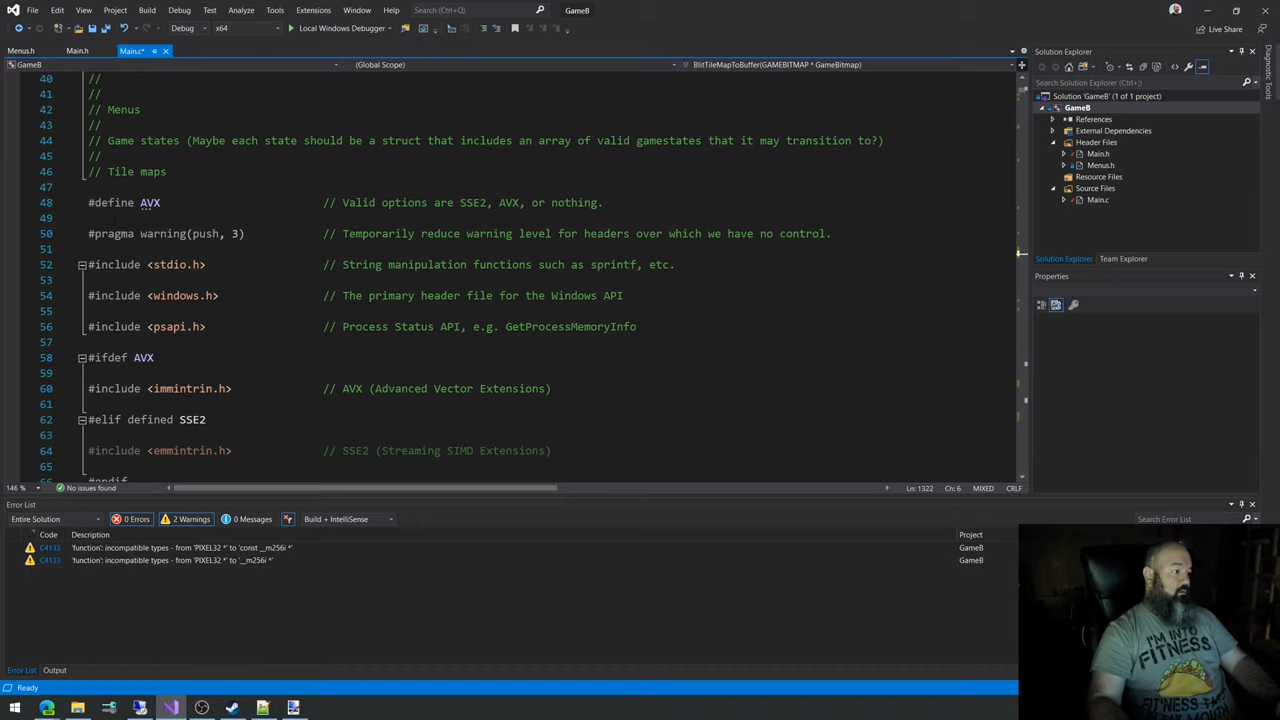 File Edit View Git Project Build Debug Test Analyze Tools Extensions Window Help Search (Ctrl+Q) GameB
Debug x64 Local Windows Debugger Live Share
Menus.h Main.h Main.c*
GameB (Global Scope) BlitTileMapToBuffer(GAMEBITMAP * GameBitmap)
40 //
41 //
42 // Menus
43 //
44 // Game states (Maybe each state should be a struct that includes an array of valid gamestates that it may transition to?)
45 //
46 // Tile maps
47
48 #define AVX // Valid options are SSE2, AVX, or nothing.
49
50 #pragma warning(push, 3) // Temporarily reduce warning level for headers over which we have no control.
51
52 #include <stdio.h> // String manipulation functions such as sprintf, etc.
53
54 #include <windows.h> // The primary header file for the Windows API
55
56 #include <psapi.h> // Process Status API, e.g. GetProcessMemoryInfo
57
58 #ifdef AVX
59
60 #include <immintrin.h> // AVX (Advanced Vector Extensions)
61
62 #elif defined SSE2
63
64 #include <emmintrin.h> // SSE2 (Streaming SIMD Extensions)
65
66 #endif
146 % No issues found Ln: 1322 Ch: 6 MIXED CRLF
Solution Explorer
Search Solution Explorer (Ctrl+;)
Solution 'GameB' (1 of 1 project)
GameB
References
External Dependencies
Header Files
Main.h
Menus.h
Resource Files
Source Files
Main.c
Solution Explorer Team Explorer
Properties
Diagnostic Tools
Error List
Entire Solution 0 Errors 2 Warnings 0 Messages Build + IntelliSense Search Error List
Code Description Project
C4133 'function': incompatible types - from 'PIXEL32 *' to 'const __m256i *' GameB
C4133 'function': incompatible types - from 'PIXEL32 *' to '__m256i *' GameB
Error List Output
Ready
I'M INTO
FITNESS
FIT'NESS TACO